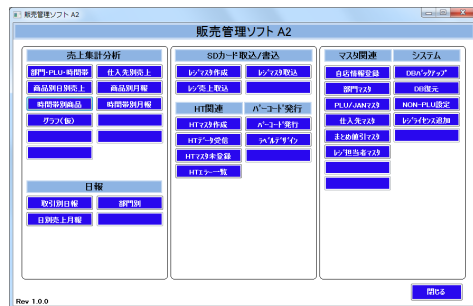 販売管理ソフト A2
販売管理ソフト A2
売上集計分析
部門・PLU・時間帯
仕入先別売上
商品別日別売上
商品別月報
時間帯別商品
時間帯別月報
グラフ(仮)
日報
取引別日報
部門別
日別売上月報
SDカード取込/書込
ﾚｼﾞﾏｽﾀ作成
ﾚｼﾞﾏｽﾀ取込
ﾚｼﾞ売上取込
HT関連
ﾊﾞｰｺｰﾄﾞ発行
HTﾏｽﾀ作成
ﾊﾞｰｺｰﾄﾞ発行
HTﾃﾞｰﾀ受信
ﾗﾍﾞﾙﾃﾞｻﾞｲﾝ
HTﾏｽﾀ未登録
HTｴﾗｰ一覧
マスタ関連
システム
自店情報登録
DBﾊﾞｯｸｱｯﾌﾟ
部門ﾏｽﾀ
DB復元
PLU/JANﾏｽﾀ
NON-PLU設定
仕入先ﾏｽﾀ
ﾚｼﾞﾗｲｾﾝｽ追加
まとめ値引ﾏｽﾀ
ﾚｼﾞ担当者ﾏｽﾀ
閉じる
Rev 1.0.0